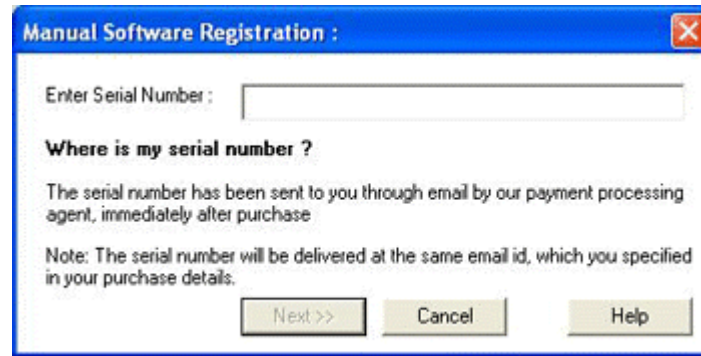 Manual Software Registration :
Enter Serial Number :
Where is my serial number ?
The serial number has been sent to you through email by our payment processing
agent, immediately after purchase
Note: The serial number will be delivered at the same email id, which you specified
in your purchase details.
Next >> Cancel Help